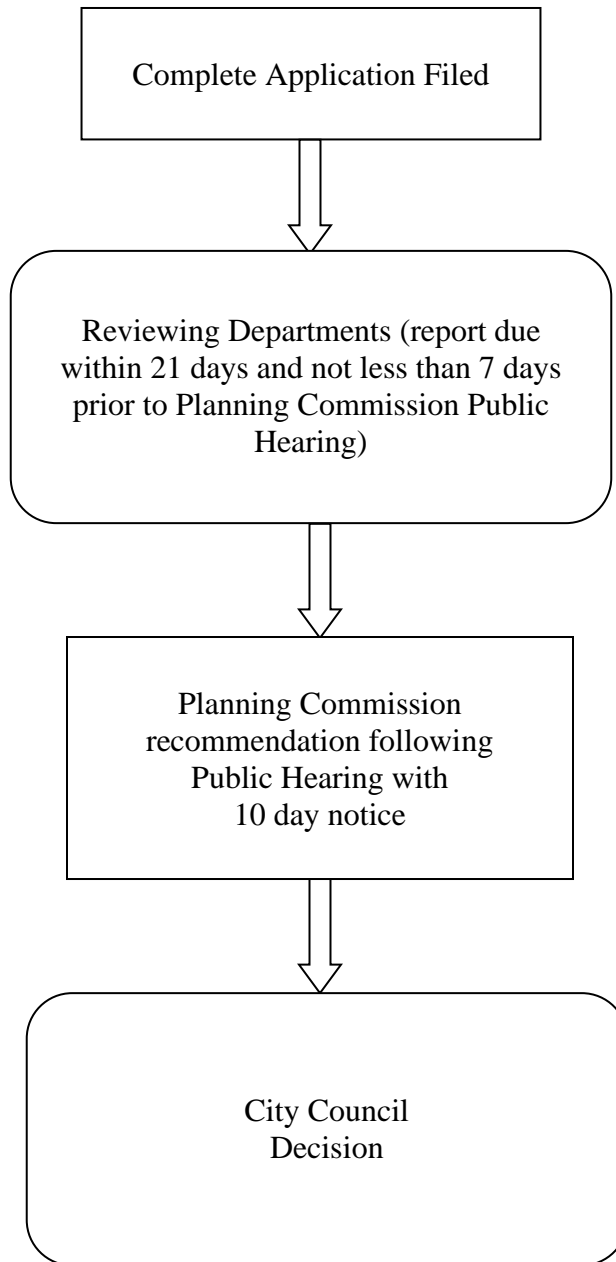 Complete Application Filed
Reviewing Departments (report due
within 21 days and not less than 7 days
prior to Planning Commission Public
Hearing)
Planning Commission
recommendation following
Public Hearing with
10 day notice
City Council
Decision